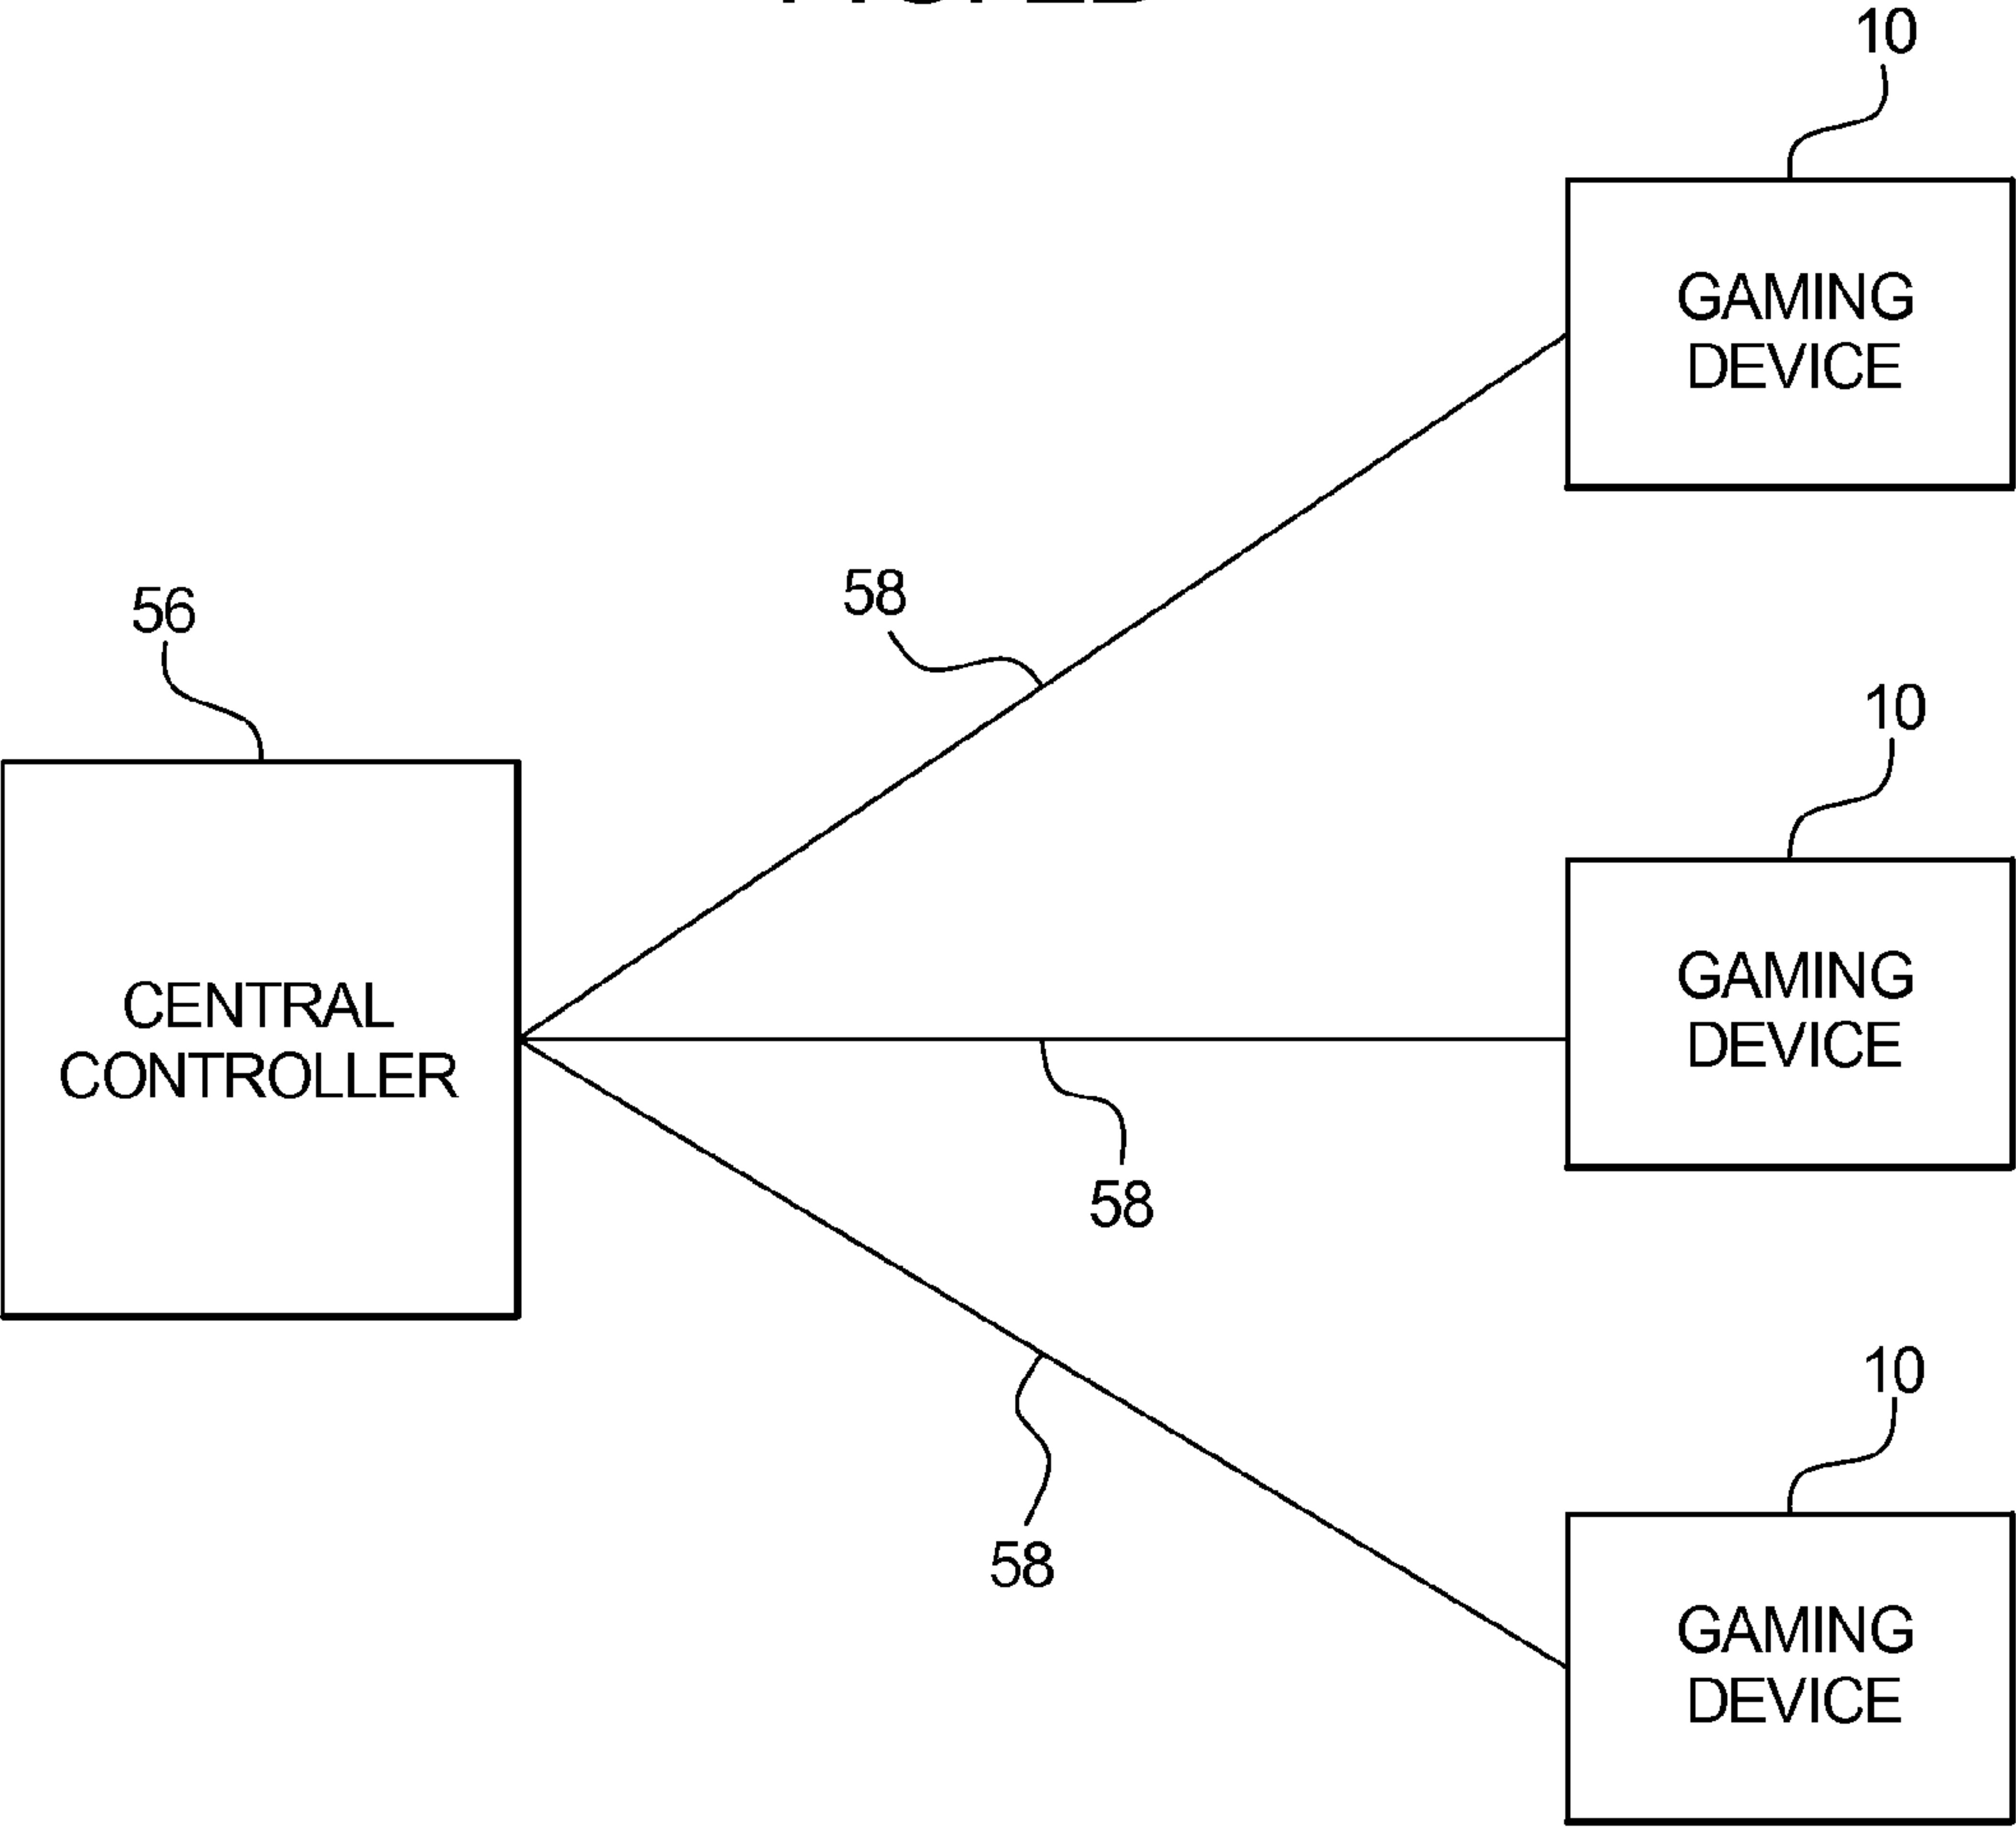 10
GAMING
DEVICE
58
56
10
GAMING
DEVICE
CENTRAL
CONTROLLER
58
10
58
GAMING
DEVICE